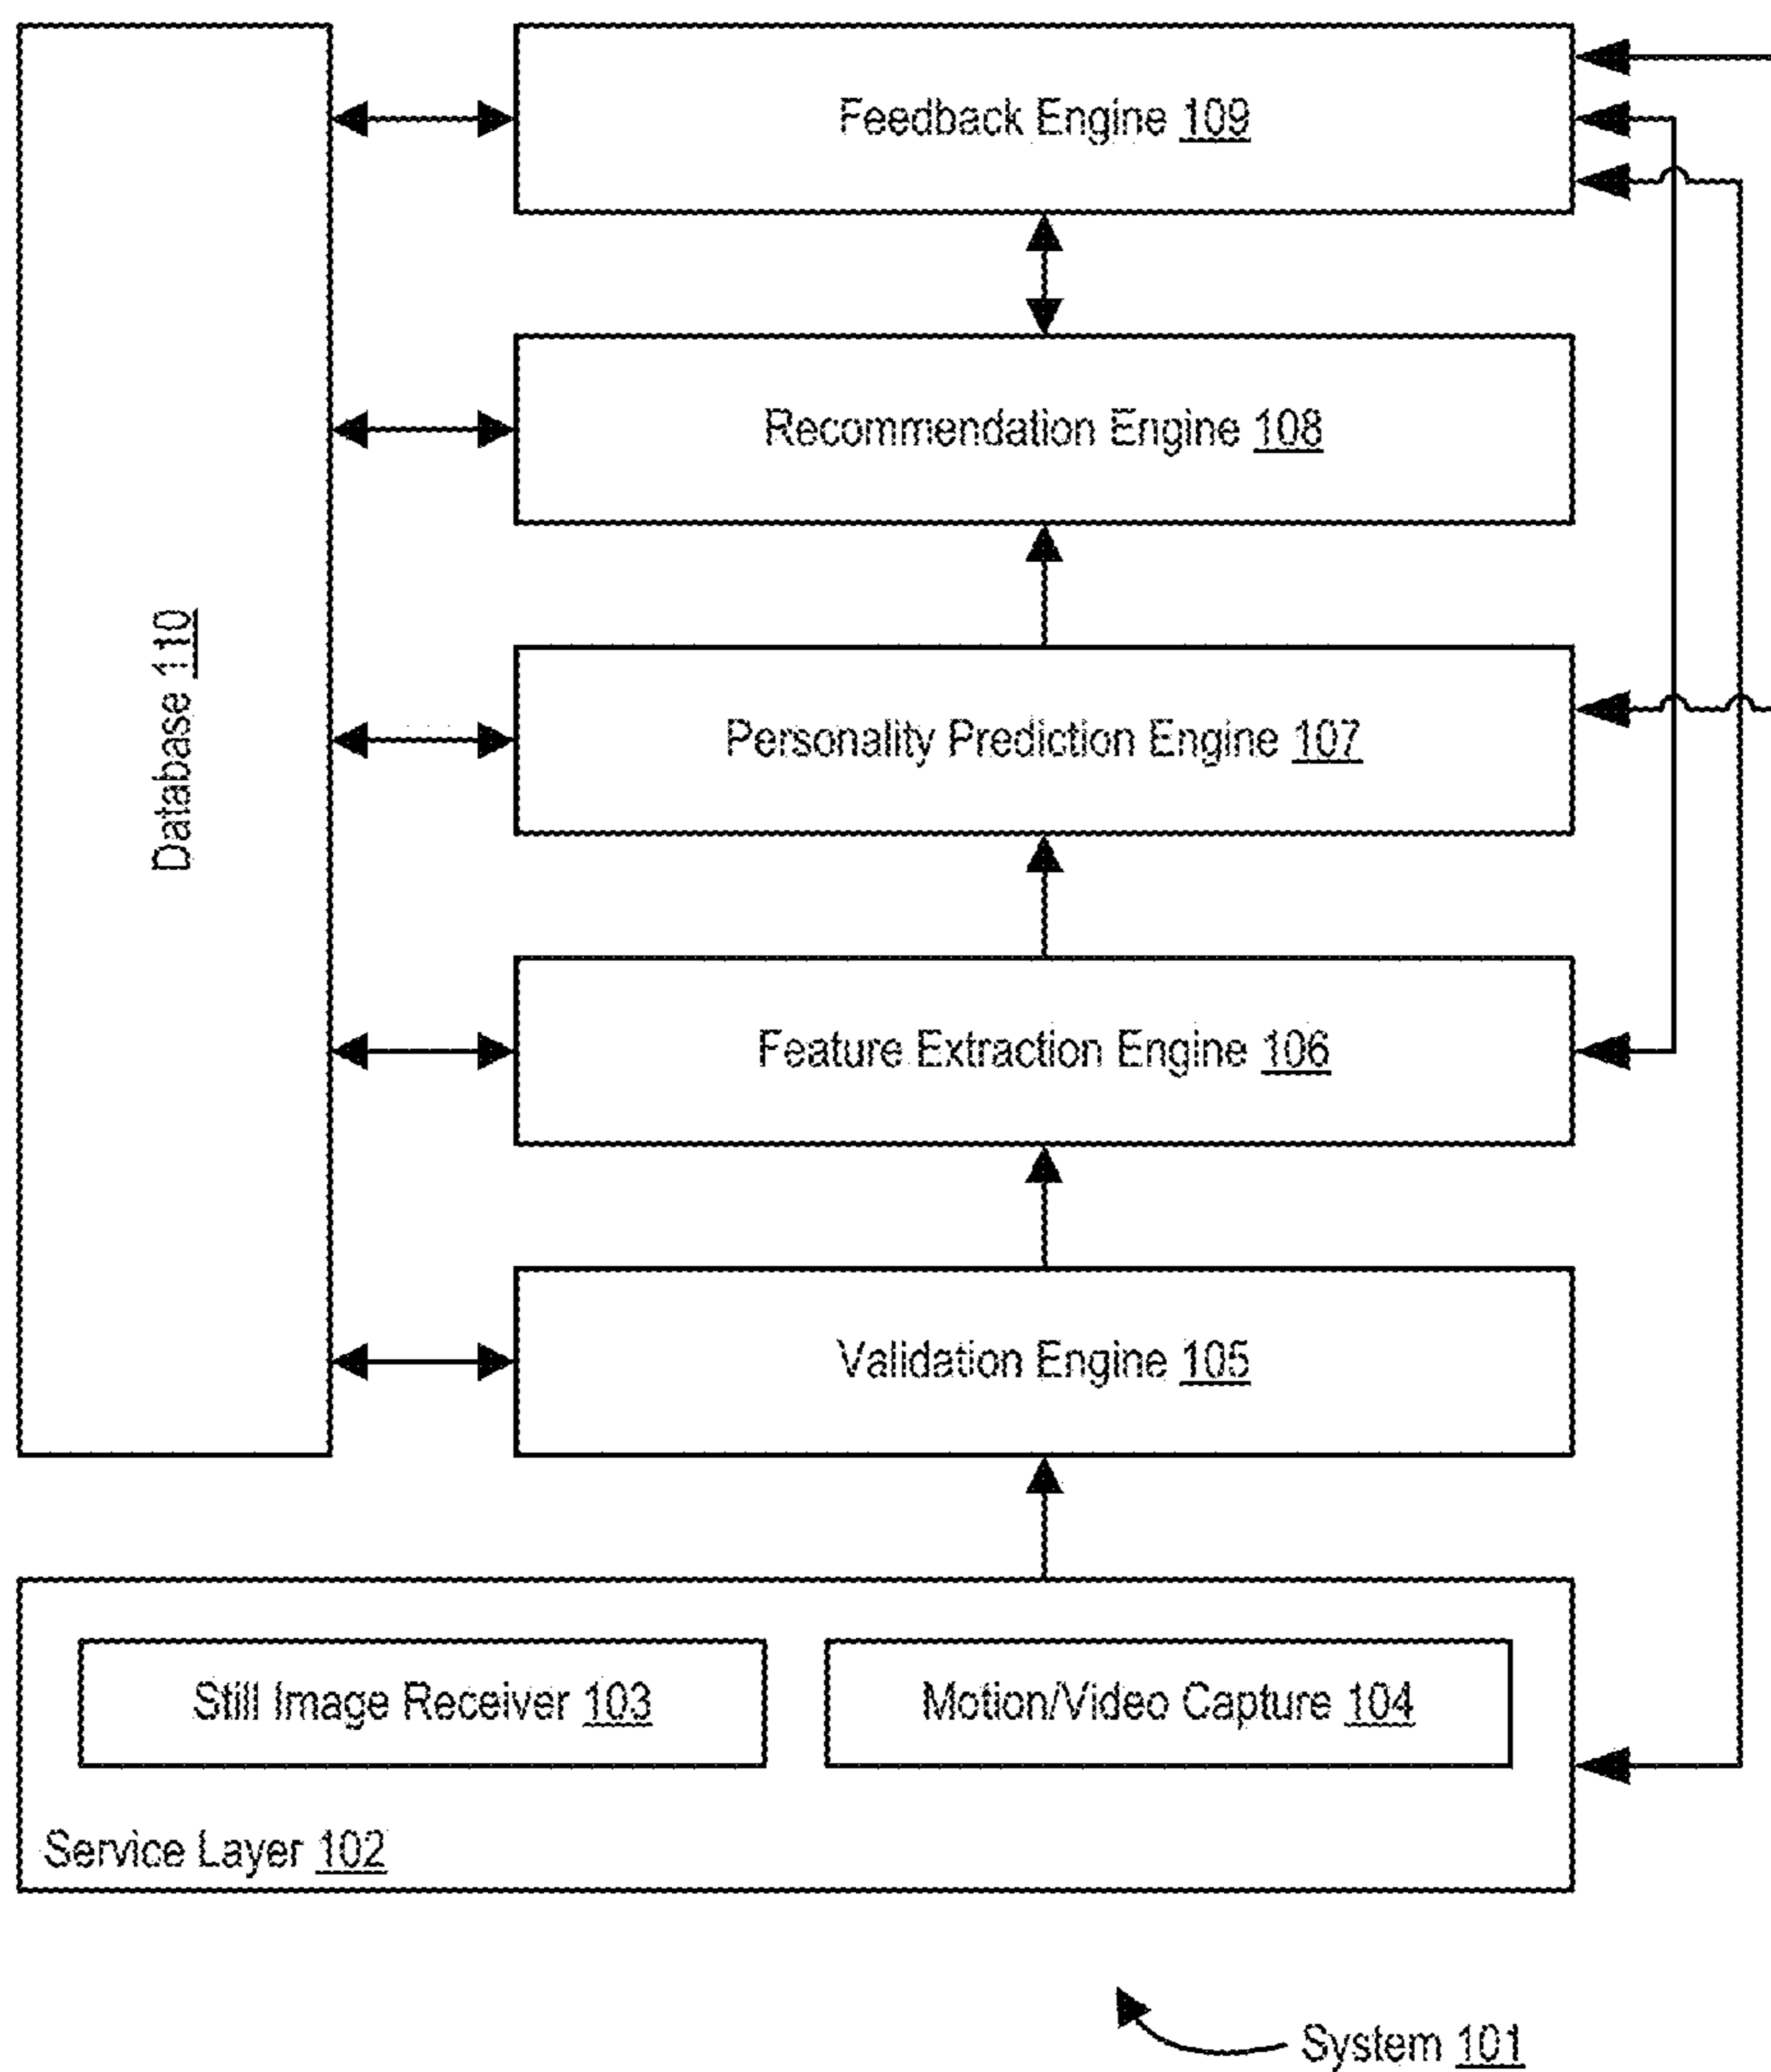 Feedback Engine 109
Recommendation Engine 108
Database 110
Personality Prediction Engine 107
Feature Extraction Engine 106
Validation Engine 105
Still Image Receiver 103
Motion/Video Capture 104
Service Layer 102
System 101